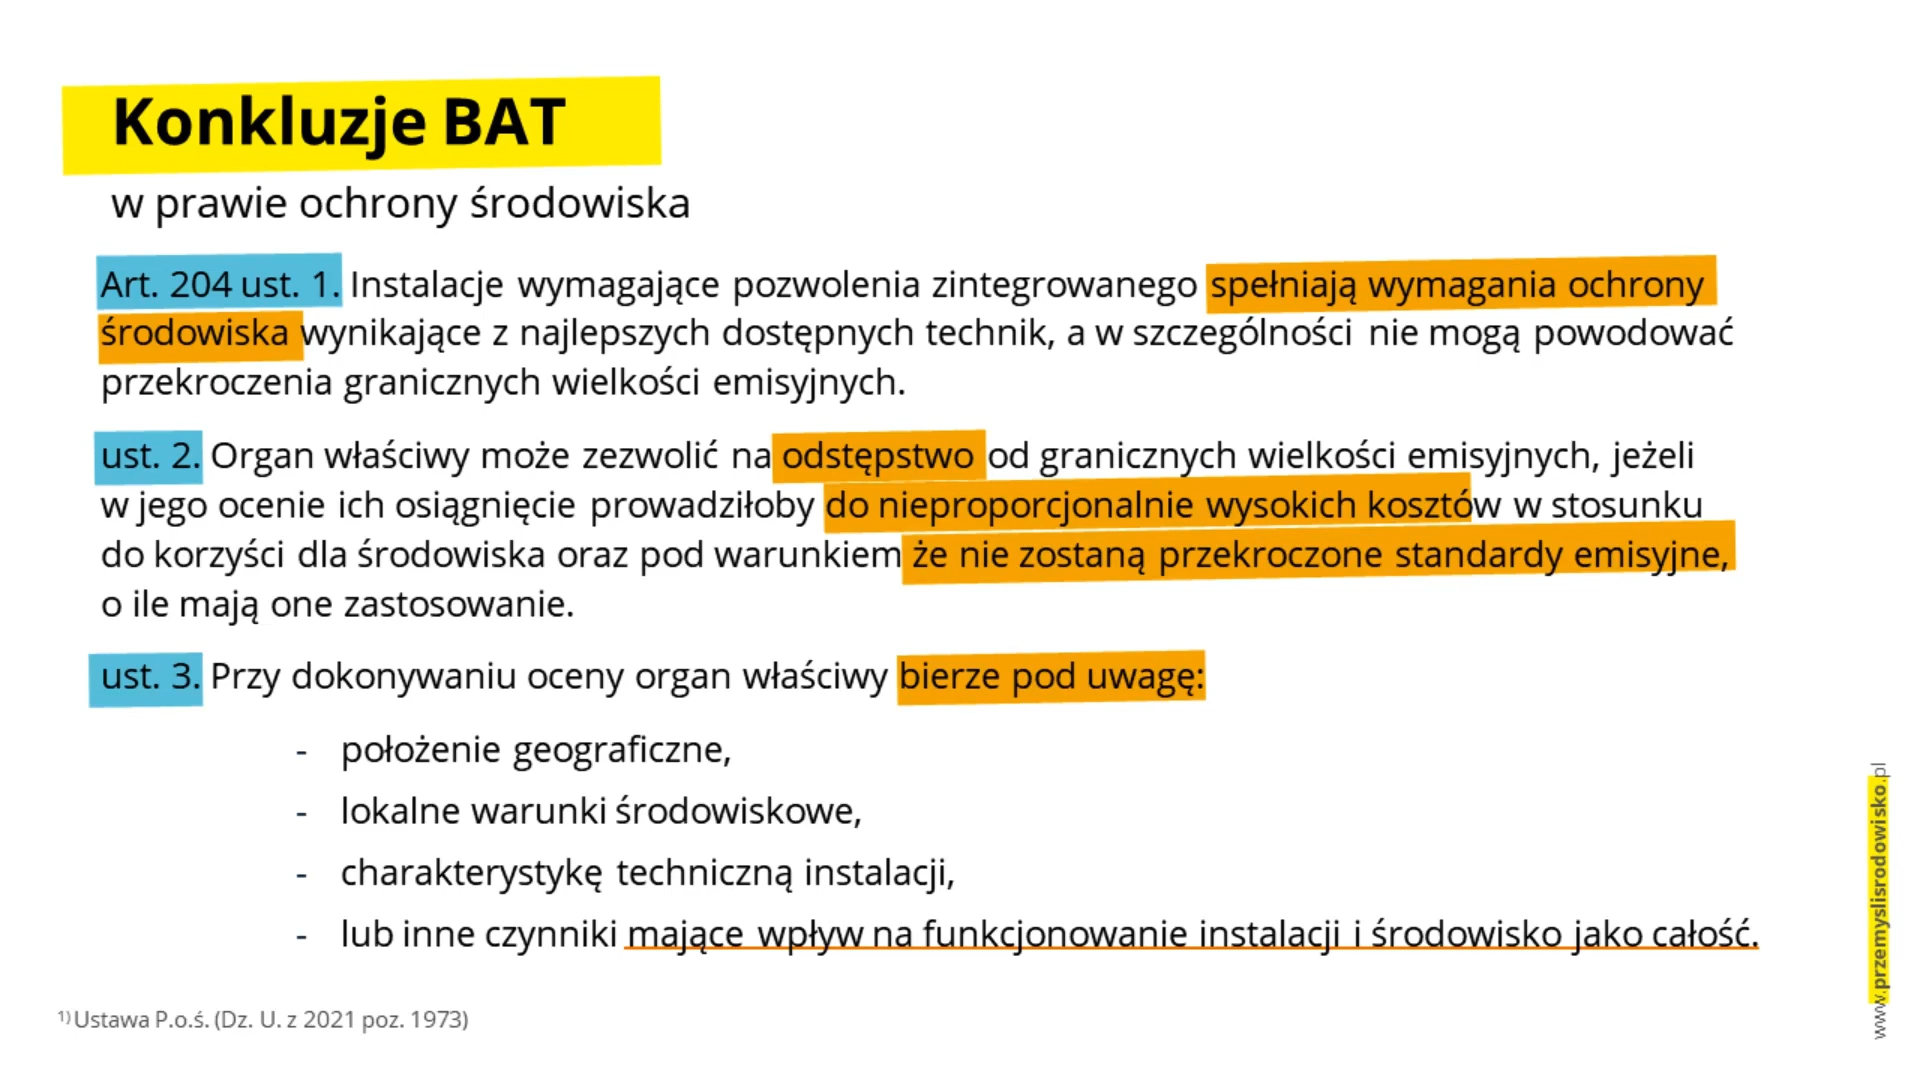 Konkluzje BAT
w prawie ochrony środowiska
Art. 204 ust. 1. Instalacje wymagające pozwolenia zintegrowanego spełniają wymagania ochrony
środowiska wynikające z najlepszych dostępnych technik, a w szczególności nie mogą powodować
przekroczenia granicznych wielkości emisyjnych.
ust. 2. Organ właściwy może zezwolić na odstępstwo od granicznych wielkości emisyjnych, jeżeli
w jego ocenie ich osiągnięcie prowadziłoby do nieproporcjonalnie wysokich kosztów w stosunku
do korzyści dla środowiska oraz pod warunkiem że nie zostaną przekroczone standardy emisyjne,
o ile mają one zastosowanie.
ust. 3. Przy dokonywaniu oceny organ właściwy bierze pod uwagę:
- położenie geograficzne,
- lokalne warunki środowiskowe,
- charakterystykę techniczną instalacji,
- lub inne czynniki mające wpływ na funkcjonowanie instalacji i środowisko jako całość.
1) Ustawa P.o.ś. (Dz. U. z 2021 poz. 1973)
www.przemyslisrodowisko.pl